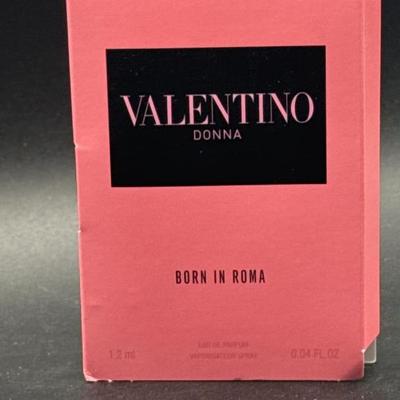 VALENTINO
DONNA
BORN IN ROMA
EAU DE PARFUM
1.2 ml VAPORISATEUR SPRAY 0.04 FL.OZ